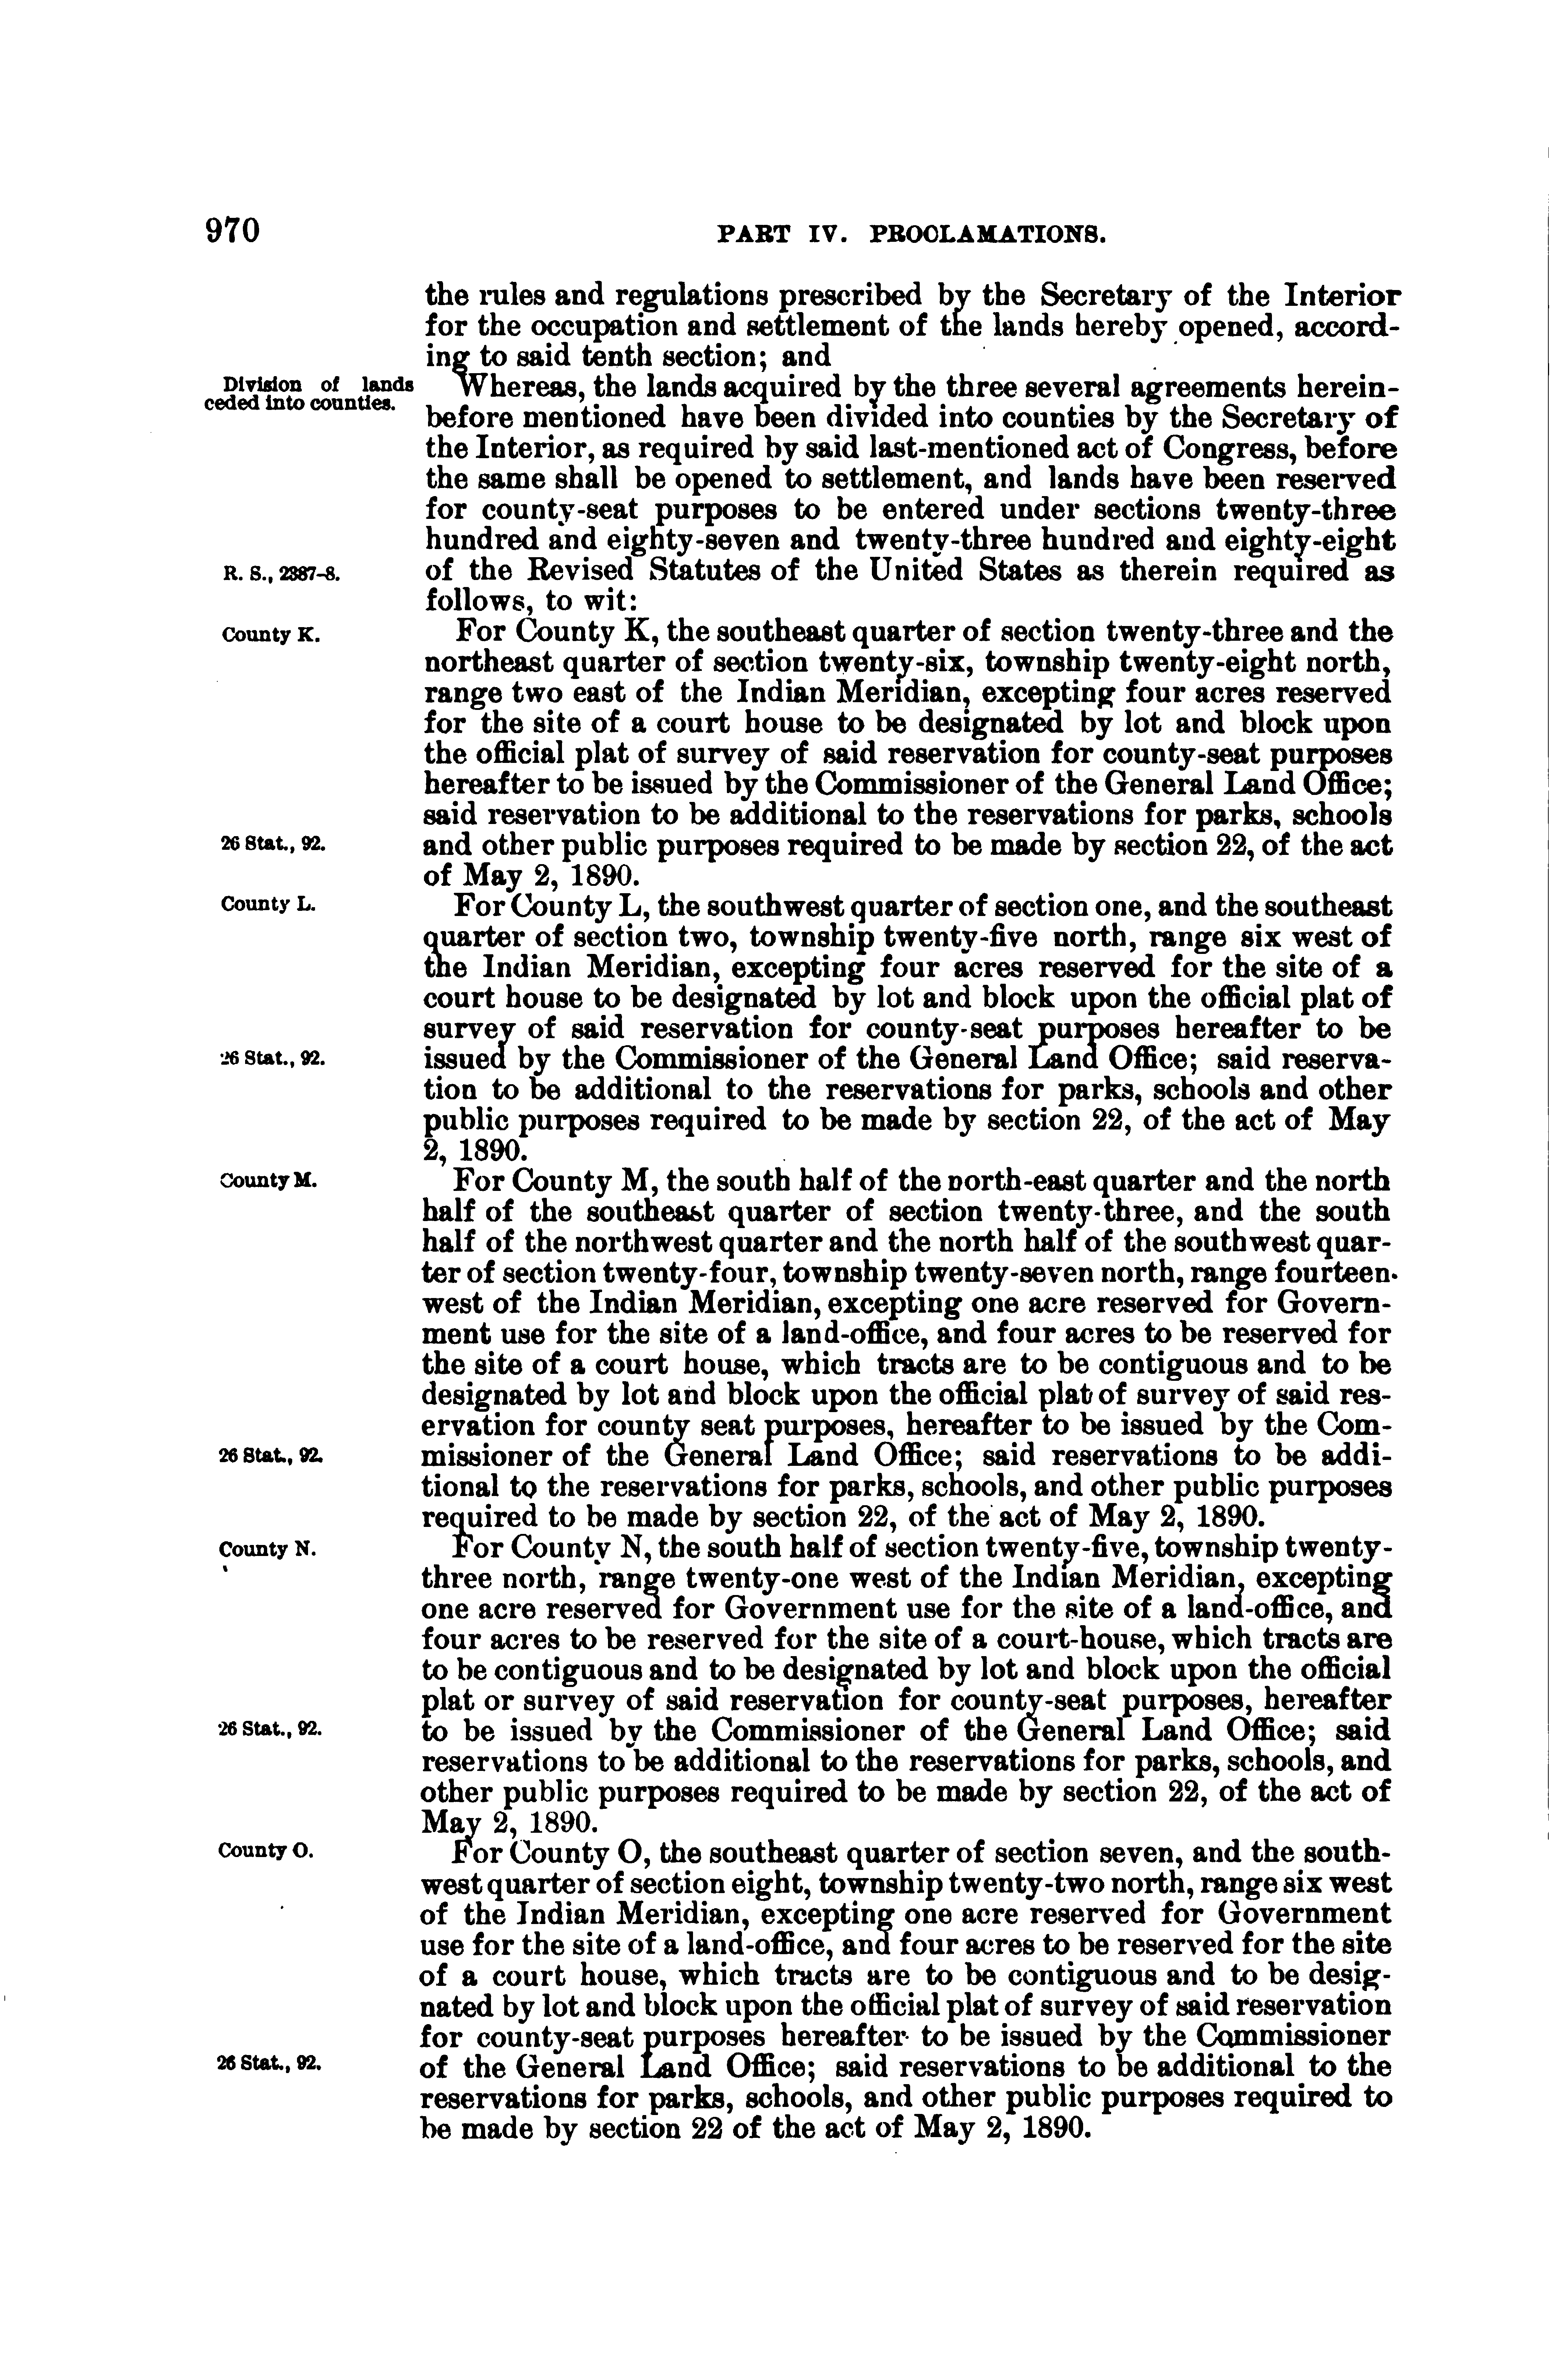 970
PART IV. PROCLAMATIONS.
the rules and regulations prescribed by the Secretary of the Interior
for the occupation and settlement of the lands hereby opened, accord-
ing to said tenth section; and
Division of lands
ceded into counties.
Whereas, the lands acquired by the three several agreements herein-
before mentioned have been divided into counties by the Secretary of
the Interior, as required by said last-mentioned act of Congress, before
the same shall be opened to settlement, and lands have been reserved
for county-seat purposes to be entered under sections twenty-three
hundred and eighty-seven and twenty-three hundred and eighty-eight
R. S., 2387-8.
of the Revised Statutes of the United States as therein required as
follows, to wit:
County K.
For County K, the southeast quarter of section twenty-three and the
northeast quarter of section twenty-six, township twenty-eight north,
range two east of the Indian Meridian, excepting four acres reserved
for the site of a court house to be designated by lot and block upon
the official plat of survey of said reservation for county-seat purposes
hereafter to be issued by the Commissioner of the General Land Office;
said reservation to be additional to the reservations for parks, schools
26 Stat., 92.
and other public purposes required to be made by section 22, of the act
of May 2, 1890.
County L.
For County L, the southwest quarter of section one, and the southeast
quarter of section two, township twenty-five north, range six west of
the Indian Meridian, excepting four acres reserved for the site of a
court house to be designated by lot and block upon the official plat of
survey of said reservation for county-seat purposes hereafter to be
26 Stat., 92.
issued by the Commissioner of the General Land Office; said reserva-
tion to be additional to the reservations for parks, schools and other
public purposes required to be made by section 22, of the act of May
2, 1890.
County M.
For County M, the south half of the north-east quarter and the north
half of the southeast quarter of section twenty-three, and the south
half of the northwest quarter and the north half of the southwest quar-
ter of section twenty-four, township twenty-seven north, range fourteen
west of the Indian Meridian, excepting one acre reserved for Govern-
ment use for the site of a land-office, and four acres to be reserved for
the site of a court house, which tracts are to be contiguous and to be
designated by lot and block upon the official plat of survey of said res-
ervation for county seat purposes, hereafter to be issued by the Com-
26 Stat., 92.
missioner of the General Land Office; said reservations to be addi-
tional to the reservations for parks, schools, and other public purposes
required to be made by section 22, of the act of May 2, 1890.
County N.
For County N, the south half of section twenty-five, township twenty-
three north, range twenty-one west of the Indian Meridian, excepting
one acre reserved for Government use for the site of a land-office, and
four acres to be reserved for the site of a court-house, which tracts are
to be contiguous and to be designated by lot and block upon the official
plat or survey of said reservation for county-seat purposes, hereafter
26 Stat., 92.
to be issued by the Commissioner of the General Land Office; said
reservations to be additional to the reservations for parks, schools, and
other public purposes required to be made by section 22, of the act of
May 2, 1890.
County O.
For County O, the southeast quarter of section seven, and the south-
west quarter of section eight, township twenty-two north, range six west
of the Indian Meridian, excepting one acre reserved for Government
use for the site of a land-office, and four acres to be reserved for the site
of a court house, which tracts are to be contiguous and to be desig-
nated by lot and block upon the official plat of survey of said reservation
for county-seat purposes hereafter to be issued by the Commissioner
26 Stat., 92.
of the General Land Office; said reservations to be additional to the
reservations for parks, schools, and other public purposes required to
be made by section 22 of the act of May 2, 1890.